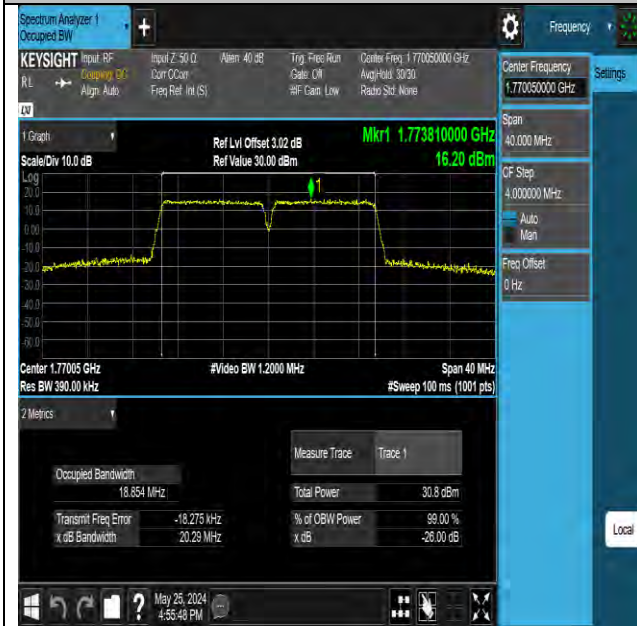 Spectrum Analyzer 1
Occupied BW
Frequency
KEYSIGHT
RL
Input: RF
Coupling: DC
Align: Auto
Input Z: 50 Ω
Corr CCorr
Freq Ref: Int (S)
Atten: 40 dB
Trig: Free Run
Gate: Off
#IF Gain: Low
Center Freq: 1.770050000 GHz
Avg|Hold: 30/30
Radio Std: None
Center Frequency
1.770050000 GHz
Settings
Span
40.000 MHz
CF Step
4.000000 MHz
Auto
Man
Freq Offset
0 Hz
1 Graph
Scale/Div 10.0 dB
Ref Lvl Offset 3.02 dB
Ref Value 30.00 dBm
Mkr1 1.773810000 GHz
16.20 dBm
Log
20.0
10.0
0.00
-10.0
-20.0
-30.0
-40.0
-50.0
-60.0
1
Center 1.77005 GHz
Res BW 390.00 kHz
#Video BW 1.2000 MHz
Span 40 MHz
#Sweep 100 ms (1001 pts)
2 Metrics
Measure Trace
Trace 1
Occupied Bandwidth
18.854 MHz
Total Power
30.8 dBm
Transmit Freq Error
-18.275 kHz
% of OBW Power
99.00 %
x dB Bandwidth
20.29 MHz
x dB
-26.00 dB
Local
May 25, 2024
4:55:48 PM